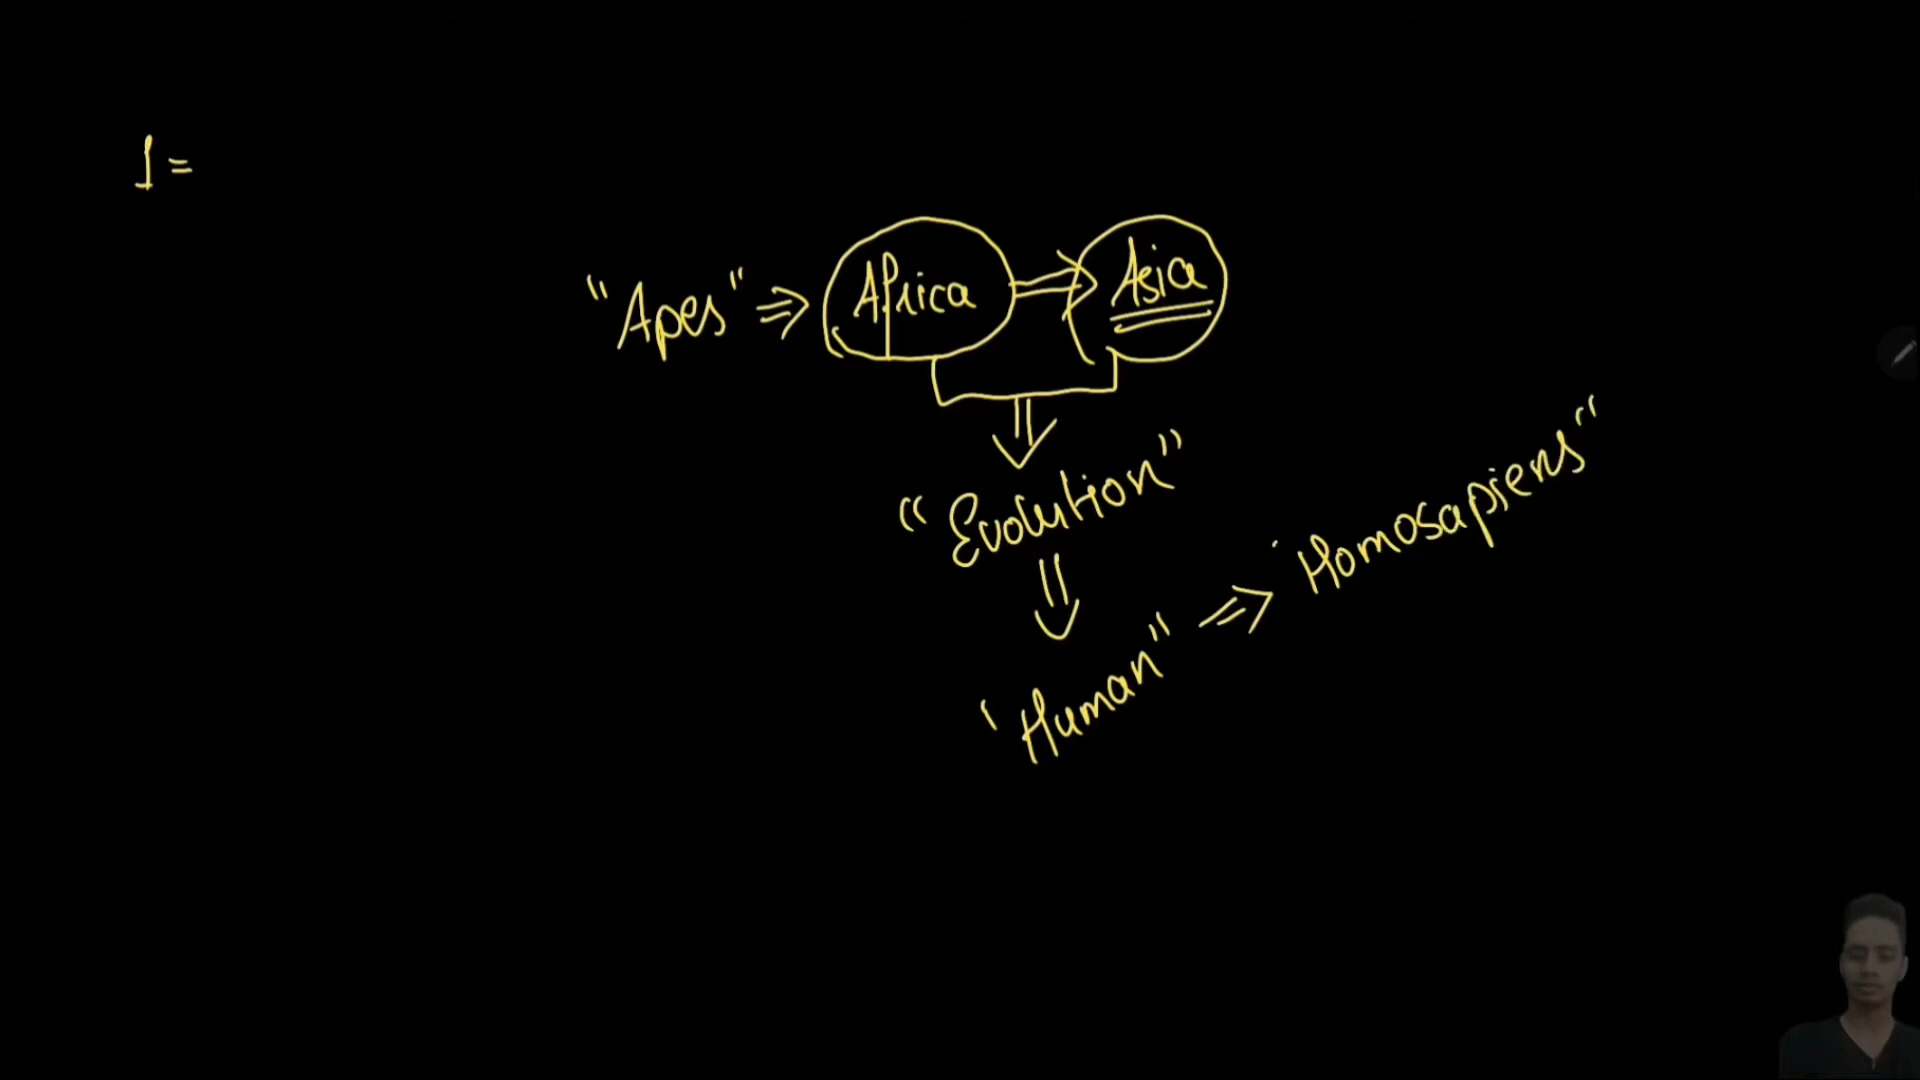 1 =
"Apes" ⇒ Africa ⇒ Asia
"Evolution"
'Human" ⇒ 'Homosapiens"